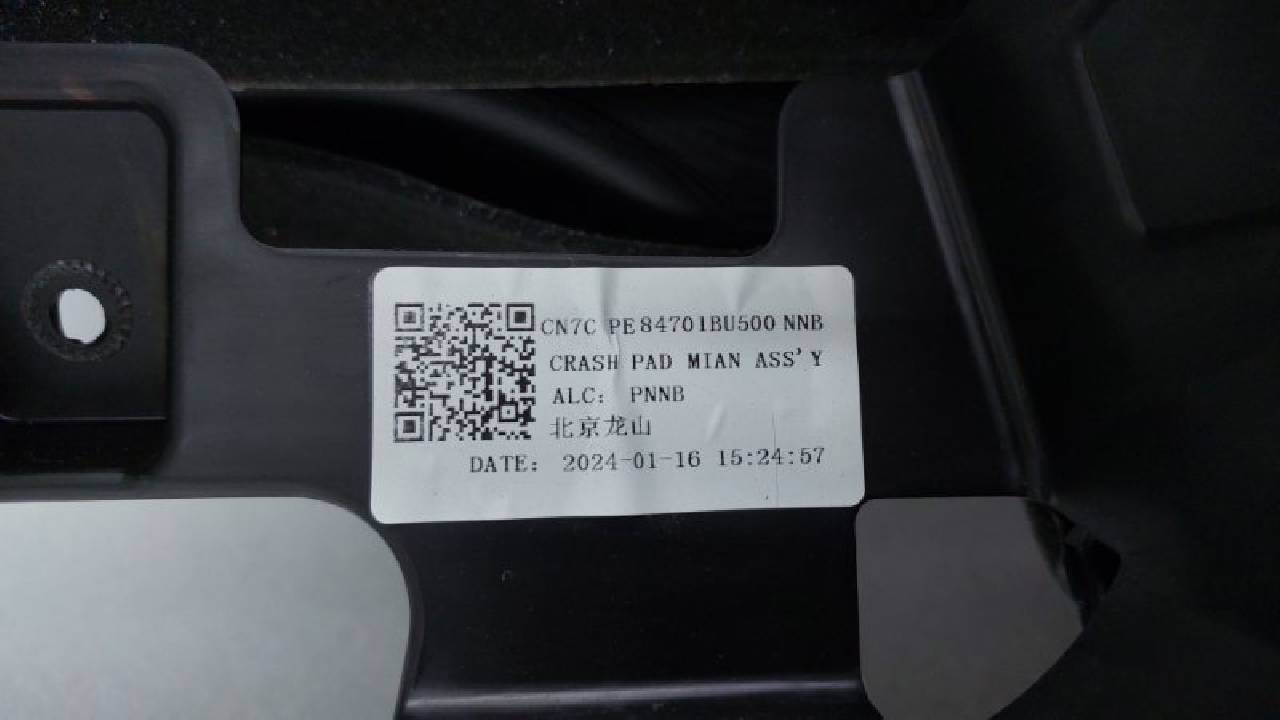 CN7C PE84701BU500 NNB
CRASH PAD MIAN ASS'Y
ALC: PNNB
北京龙山
DATE: 2024-01-16 15:24:57